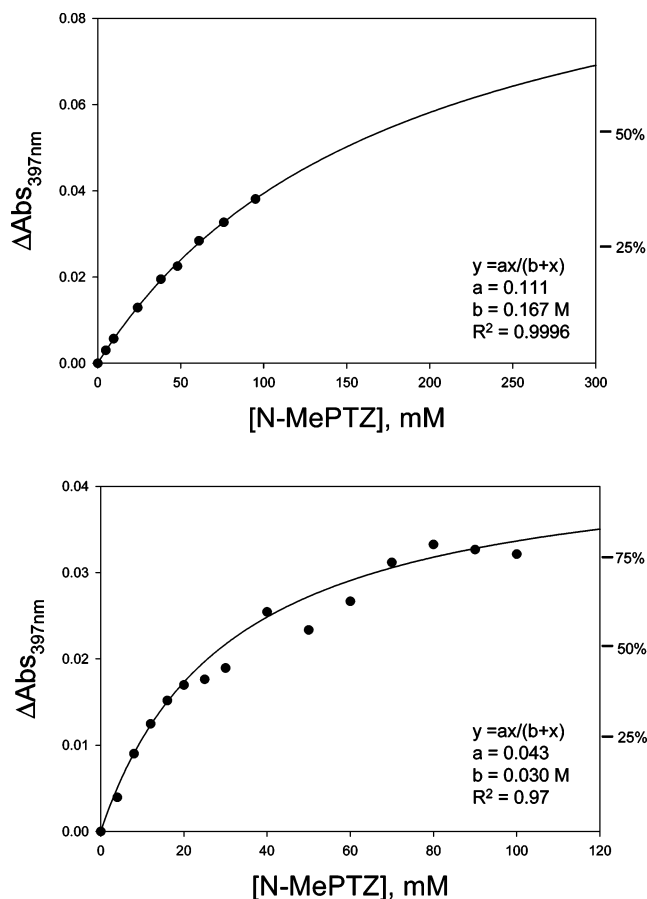 0.08
0.06
0.04
0.02
0.00
ΔAbs397nm
50%
25%
y =ax/(b+x)
a = 0.111
b = 0.167 M
R² = 0.9996
0 50 100 150 200 250 300
[N-MePTZ], mM
0.04
0.03
0.02
0.01
0.00
ΔAbs397nm
75%
50%
25%
y =ax/(b+x)
a = 0.043
b = 0.030 M
R² = 0.97
0 20 40 60 80 100 120
[N-MePTZ], mM